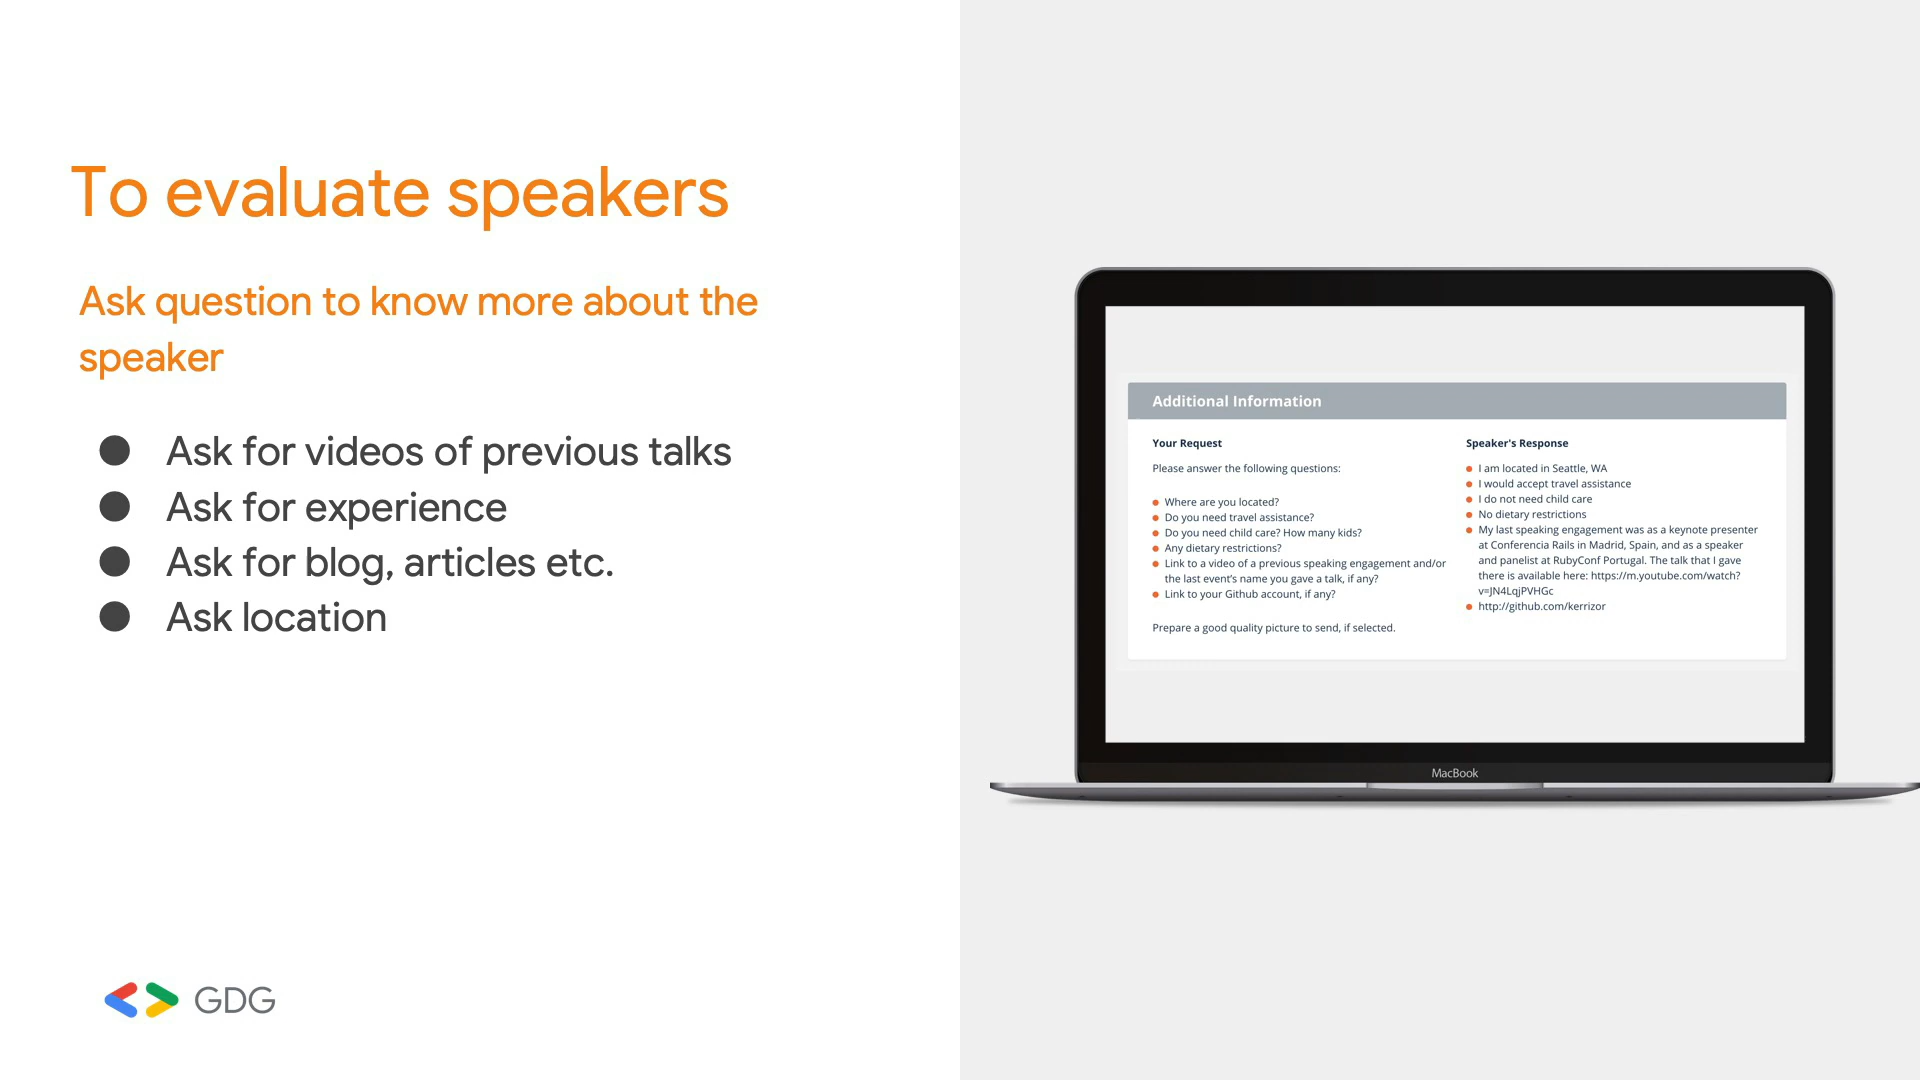 To evaluate speakers
Ask question to know more about the
speaker
● Ask for videos of previous talks
● Ask for experience
● Ask for blog, articles etc.
● Ask location
GDG
Additional Information
Your Request
Please answer the following questions:
● Where are you located?
● Do you need travel assistance?
● Do you need child care? How many kids?
● Any dietary restrictions?
● Link to a video of a previous speaking engagement and/or
the last event's name you gave a talk, if any?
● Link to your Github account, if any?
Prepare a good quality picture to send, if selected.
Speaker's Response
● I am located in Seattle, WA
● I would accept travel assistance
● I do not need child care
● No dietary restrictions
● My last speaking engagement was as a keynote presenter
at Conferencia Rails in Madrid, Spain, and as a speaker
and panelist at RubyConf Portugal. The talk that I gave
there is available here: https://m.youtube.com/watch?
v=JN4LqjPVHGc
● http://github.com/kerrizor
MacBook